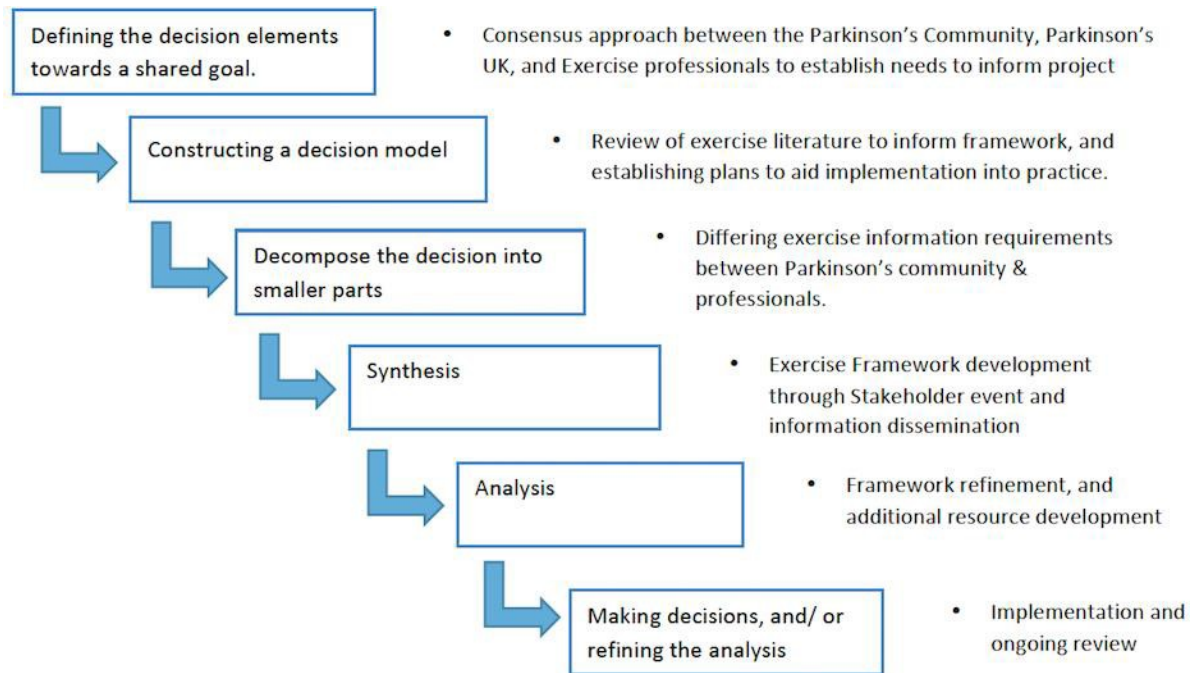 Defining the decision elements
towards a shared goal.
• Consensus approach between the Parkinson's Community, Parkinson's
UK, and Exercise professionals to establish needs to inform project
Constructing a decision model
• Review of exercise literature to inform framework, and
establishing plans to aid implementation into practice.
Decompose the decision into
smaller parts
• Differing exercise information requirements
between Parkinson's community &
professionals.
Synthesis
• Exercise Framework development
through Stakeholder event and
information dissemination
Analysis
• Framework refinement, and
additional resource development
Making decisions, and/ or
refining the analysis
• Implementation and
ongoing review